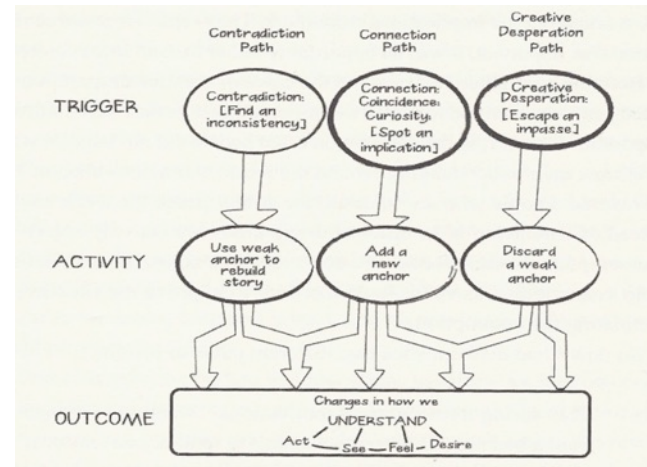 Contradiction
Path
Connection
Path
Creative
Desperation
Path
TRIGGER
Contradiction:
[Find an
inconsistency]
Connection:
Coincidence:
Curiosity:
[Spot an
implication]
Creative
Desperation:
[Escape an
impasse]
ACTIVITY
Use weak
anchor to
rebuild
story
Add a
new
anchor
Discard
a weak
anchor
OUTCOME
Changes in how we
UNDERSTAND
Act See Feel Desire